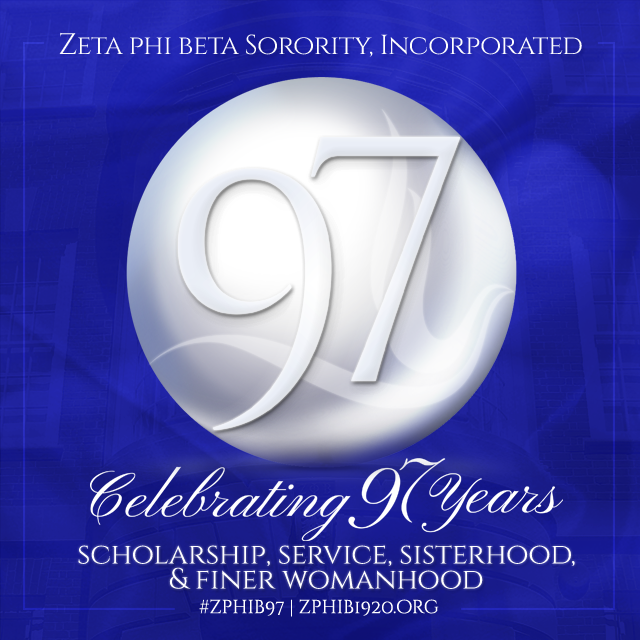 Zeta phi beta Sorority, Incorporated
97
Celebrating 97 Years
SCHOLARSHIP, SERVICE, SISTERHOOD,
& FINER WOMANHOOD
#ZPHIB97 | ZPHIB1920.ORG